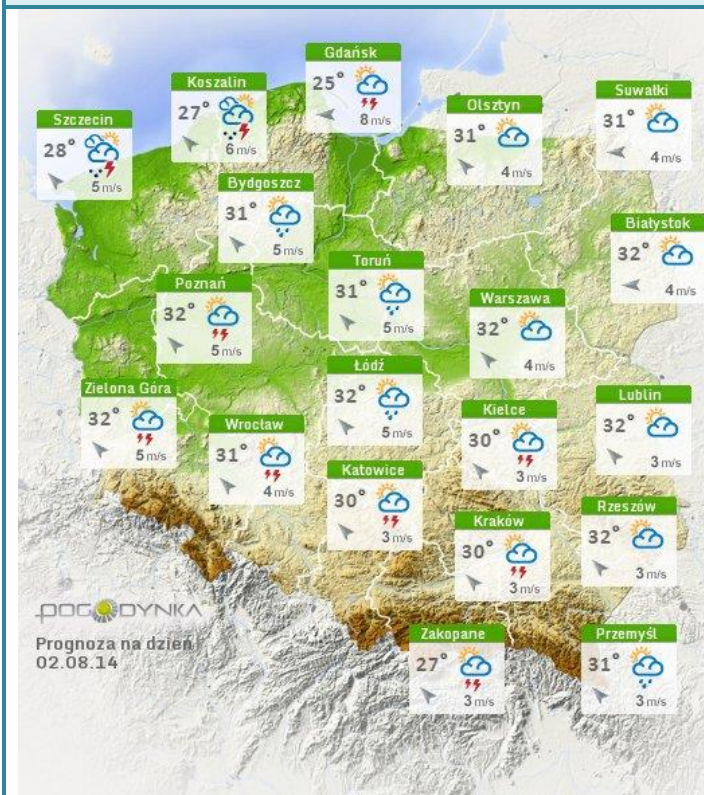 Gdańsk
25°
8 m/s
Koszalin
27°
6 m/s
Suwałki
31°
4 m/s
Olsztyn
31°
4 m/s
Szczecin
28°
5 m/s
Bydgoszcz
31°
5 m/s
Białystok
32°
4 m/s
Toruń
31°
5 m/s
Poznań
32°
5 m/s
Warszawa
32°
4 m/s
Łódź
32°
5 m/s
Zielona Góra
32°
5 m/s
Lublin
32°
3 m/s
Kielce
30°
3 m/s
Wrocław
31°
4 m/s
Katowice
30°
3 m/s
Rzeszów
32°
3 m/s
Kraków
30°
3 m/s
POGODYNKA
Prognoza na dzień
02.08.14
Zakopane
27°
3 m/s
Przemyśl
31°
3 m/s